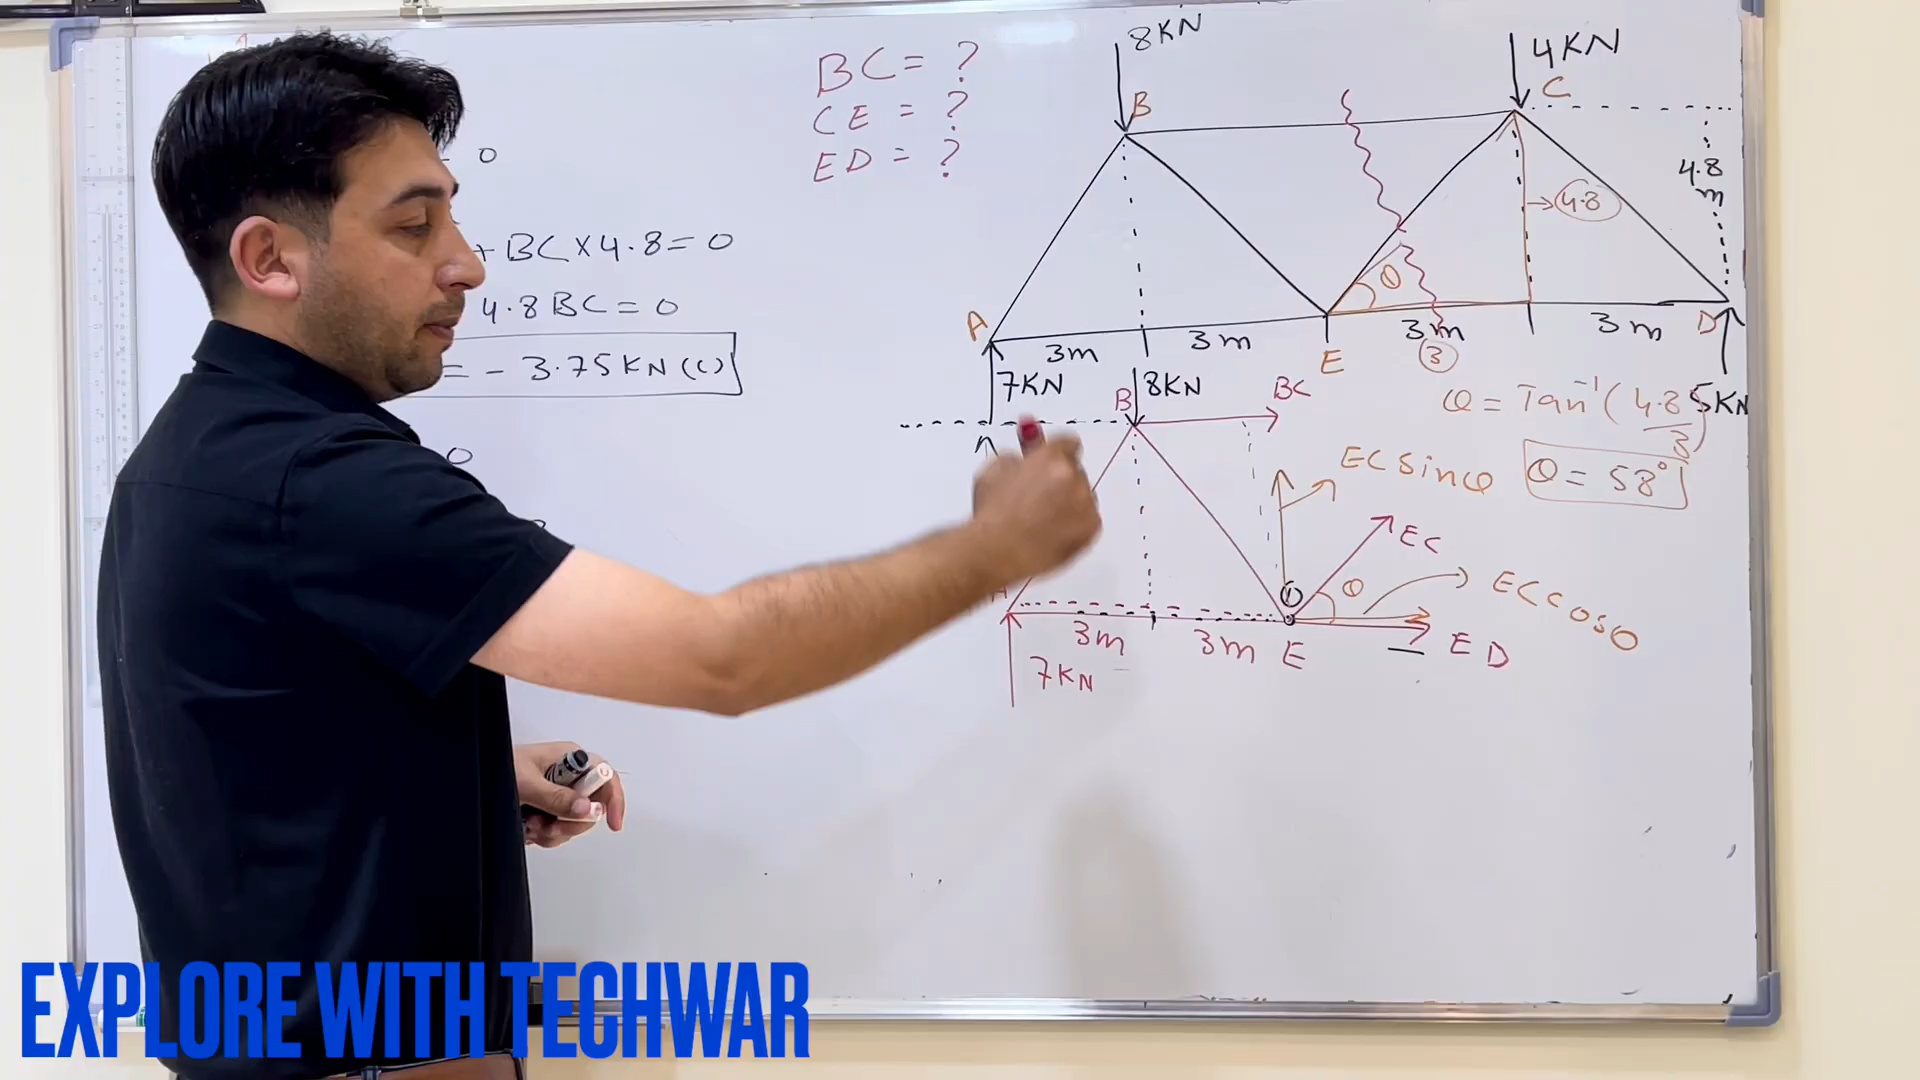 0
+ BC X 4.8 = 0
4.8 BC = 0
= - 3.75 KN (C)
0
BC = ?
CE = ?
ED = ?
8KN
4KN
B
C
4.8
m
4.8
θ
A
D
3m
3m
3m
3m
E
3
7KN
5KN
θ = Tan⁻¹ ( 4.8/3 )
θ = 58°
B
8KN
BC
EC Sinθ
EC
θ
EC cosθ
3m
3m
E
ED
7KN
EXPLORE WITH TECHWAR